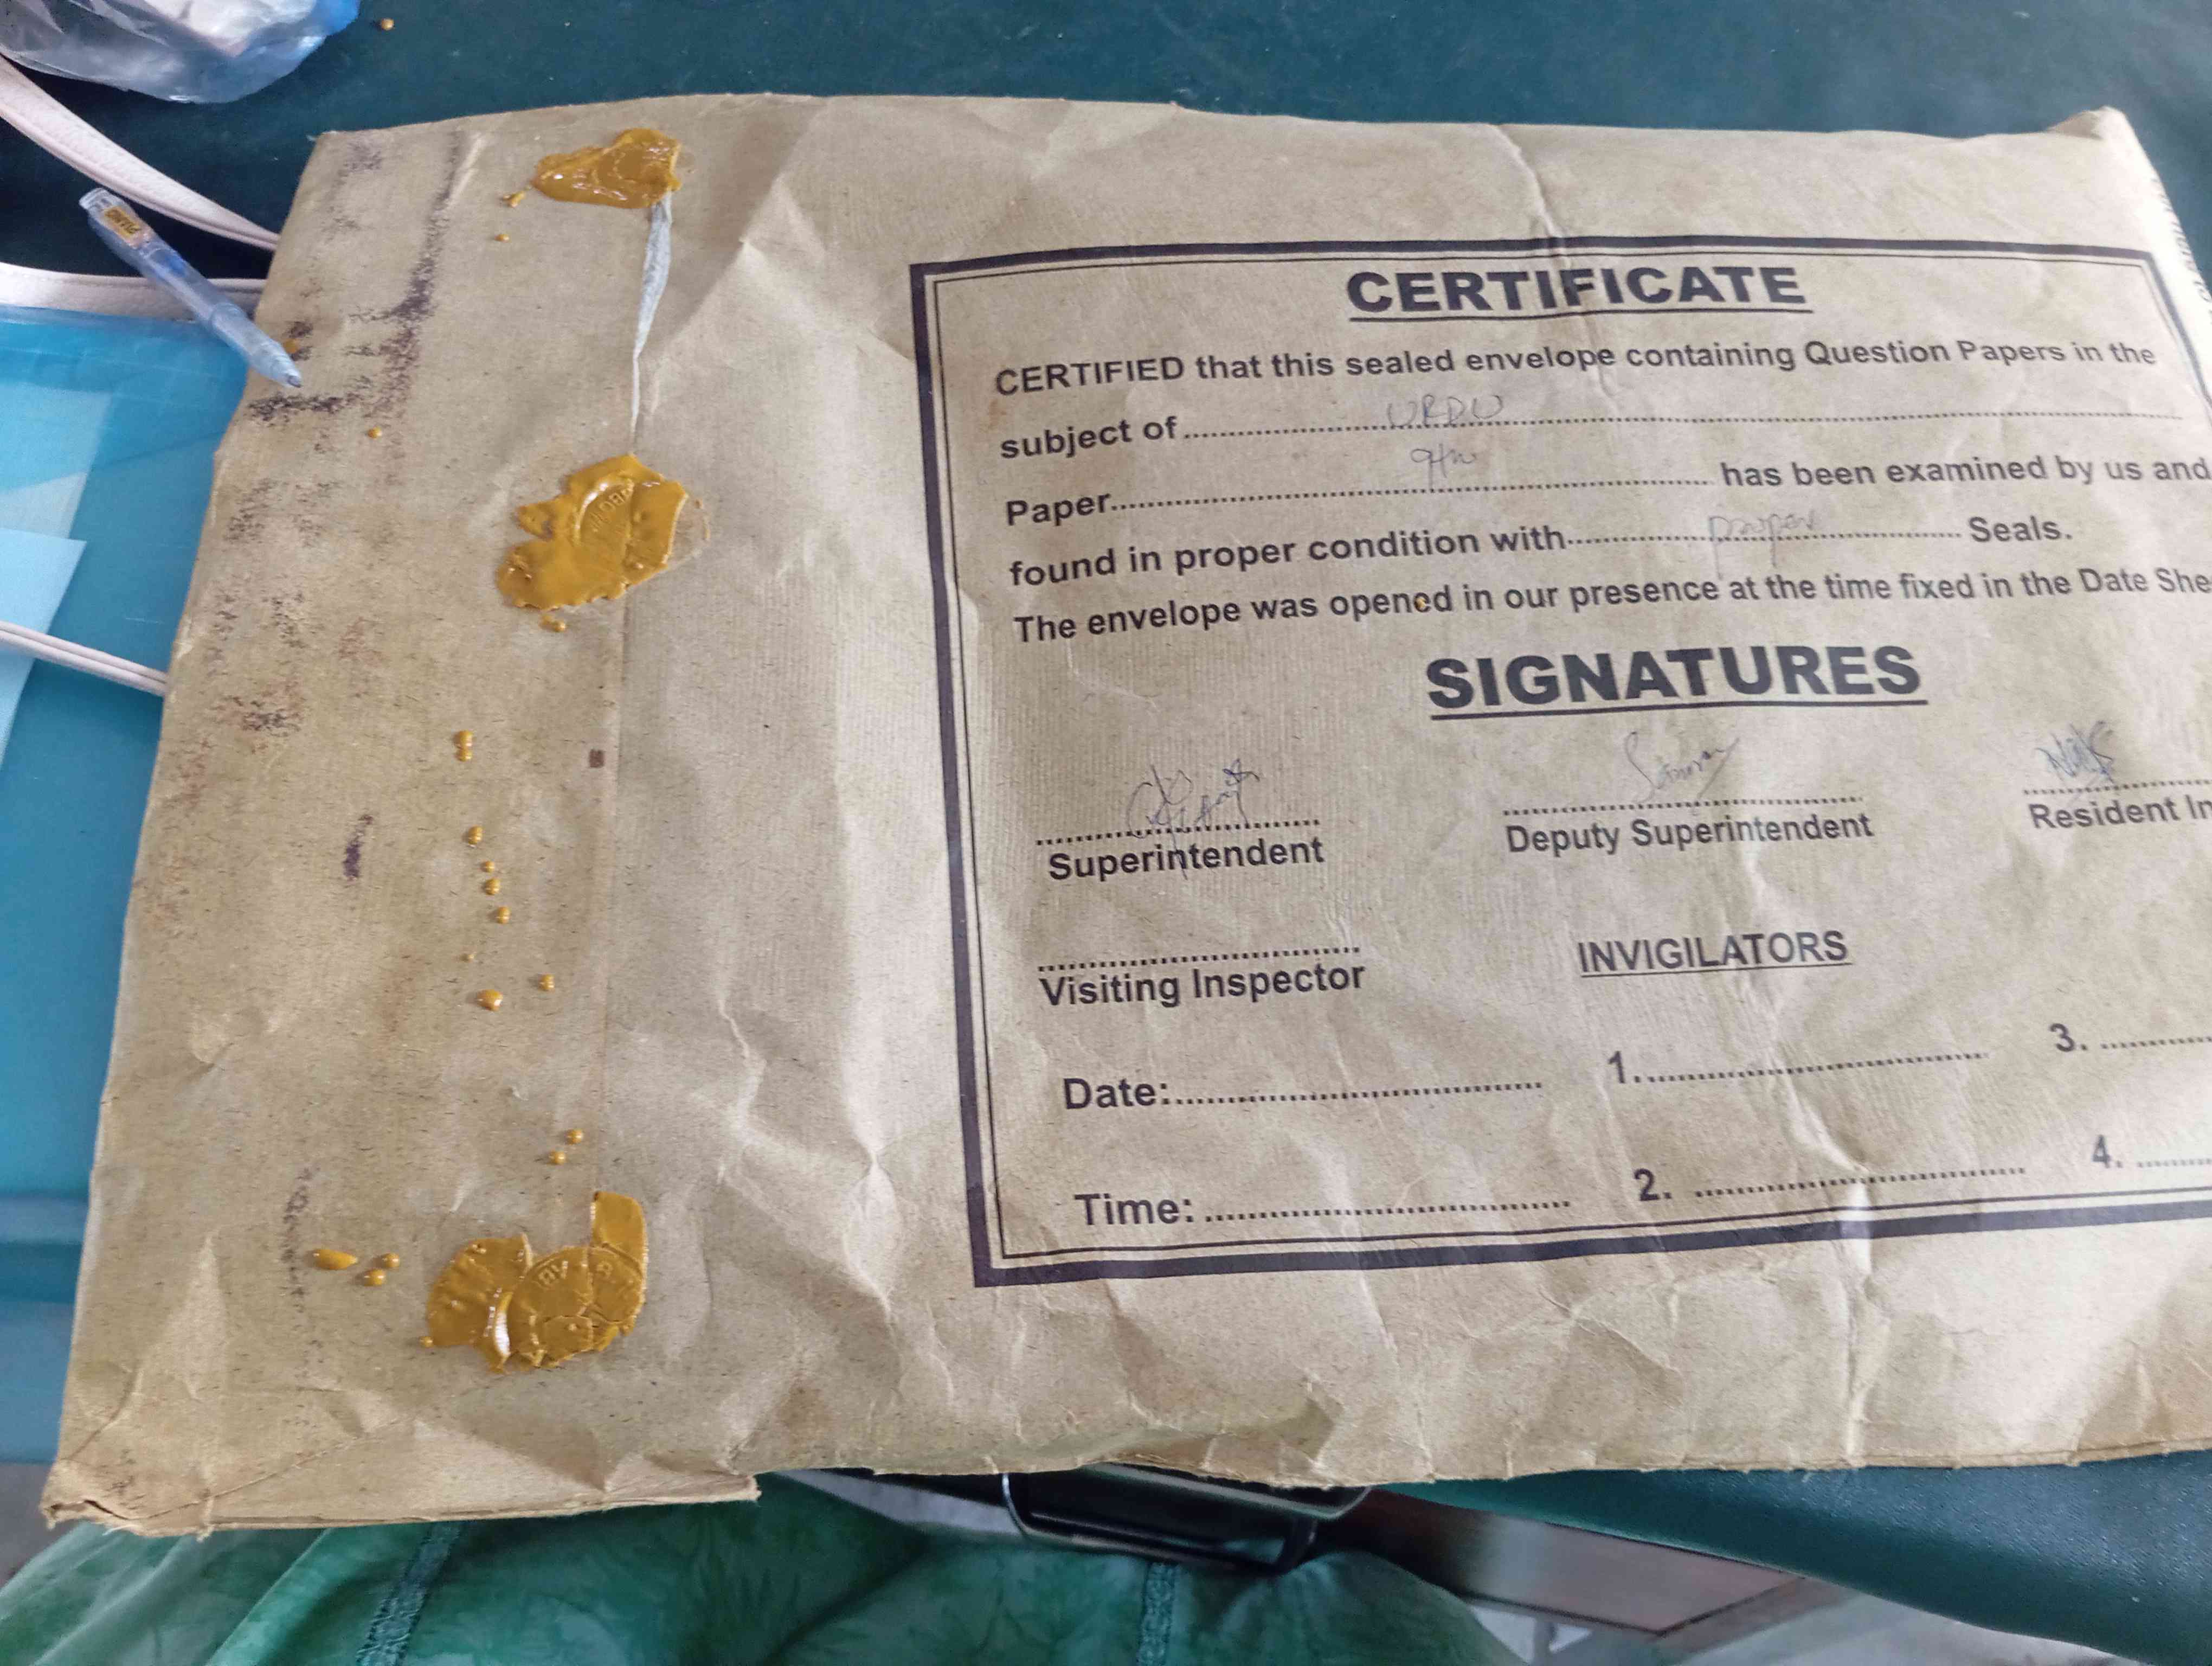 CERTIFICATE
CERTIFIED that this sealed envelope containing Question Papers in the
subject of.......... URDU ..........
Paper.......... 9th .......... has been examined by us and
found in proper condition with.......... proper .......... Seals.
The envelope was opened in our presence at the time fixed in the Date She
SIGNATURES
Superintendent Deputy Superintendent Resident In
Visiting Inspector
INVIGILATORS
Date:.......... 1........... 3. ..........
Time: .......... 2. .......... 4. ..........
PIANO